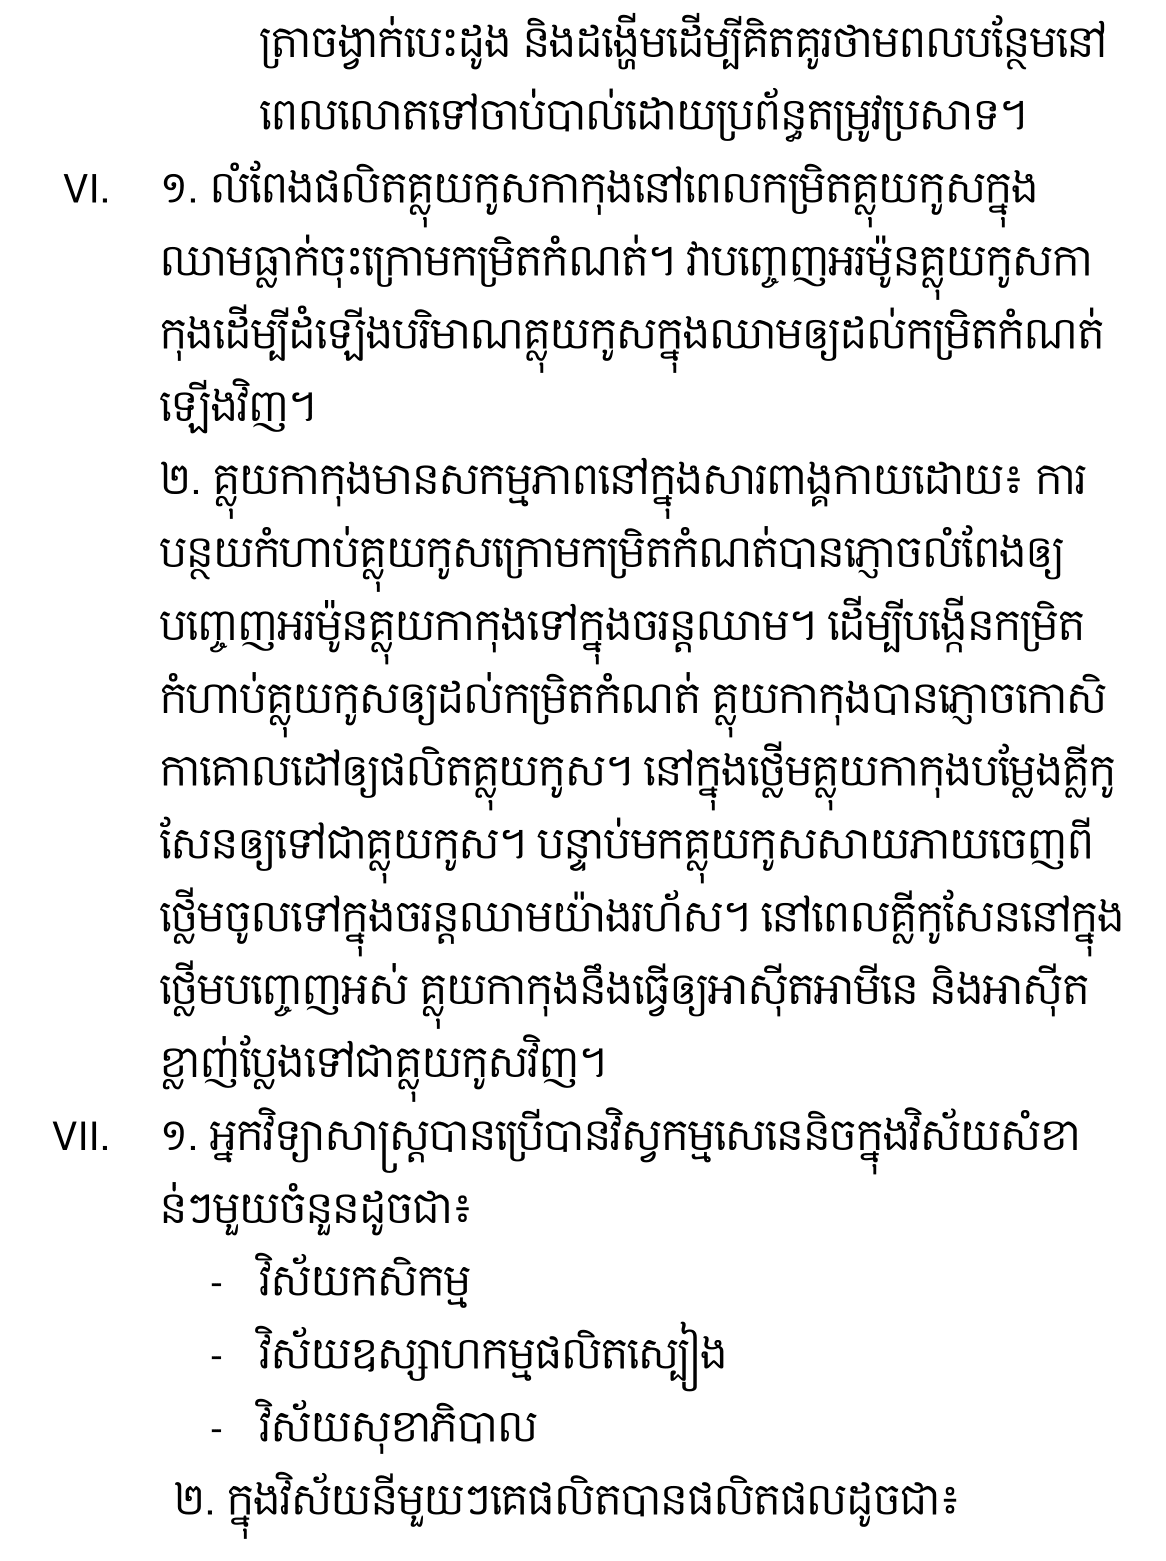 ត្រាចង្វាក់បេះដូង និងដង្ហើមដើម្បីគិតគូរថាមពលបន្ថែមនៅ
ពេលលោតទៅចាប់បាល់ដោយប្រព័ន្ធតម្រូវប្រសាទ។
VI. ១. លំពែងផលិតគ្លុយកូសកាកុងនៅពេលកម្រិតគ្លុយកូសក្នុង
ឈាមធ្លាក់ចុះក្រោមកម្រិតកំណត់។ វាបញ្ចេញអរម៉ូនគ្លុយកូសកា
កុងដើម្បីដំឡើងបរិមាណគ្លុយកូសក្នុងឈាមឲ្យដល់កម្រិតកំណត់
ឡើងវិញ។
២. គ្លុយកាកុងមានសកម្មភាពនៅក្នុងសារពាង្គកាយដោយ៖ ការ
បន្ថយកំហាប់គ្លុយកូសក្រោមកម្រិតកំណត់បានភ្ញោចលំពែងឲ្យ
បញ្ចេញអរម៉ូនគ្លុយកាកុងទៅក្នុងចរន្តឈាម។ ដើម្បីបង្កើនកម្រិត
កំហាប់គ្លុយកូសឲ្យដល់កម្រិតកំណត់ គ្លុយកាកុងបានភ្ញោចកោសិ
កាគោលដៅឲ្យផលិតគ្លុយកូស។ នៅក្នុងថ្លើមគ្លុយកាកុងបម្លែងគ្លីកូ
សែនឲ្យទៅជាគ្លុយកូស។ បន្ទាប់មកគ្លុយកូសសាយភាយចេញពី
ថ្លើមចូលទៅក្នុងចរន្តឈាមយ៉ាងរហ័ស។ នៅពេលគ្លីកូសែននៅក្នុង
ថ្លើមបញ្ចេញអស់ គ្លុយកាកុងនឹងធ្វើឲ្យអាស៊ីតអាមីនេ និងអាស៊ីត
ខ្លាញ់ប្លែងទៅជាគ្លុយកូសវិញ។
VII. ១. អ្នកវិទ្យាសាស្ត្របានប្រើបានវិស្វកម្មសេនេនិចក្នុងវិស័យសំខា
ន់ៗមួយចំនួនដូចជា៖
- វិស័យកសិកម្ម
- វិស័យឧស្សាហកម្មផលិតស្បៀង
- វិស័យសុខាភិបាល
២. ក្នុងវិស័យនីមួយៗគេផលិតបានផលិតផលដូចជា៖